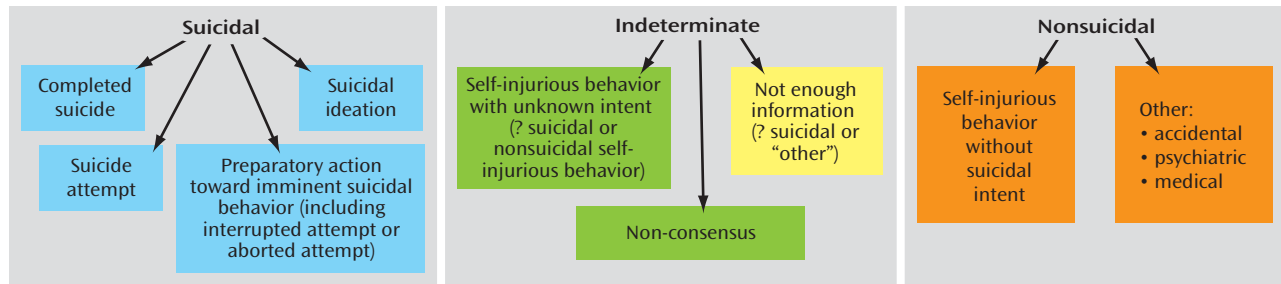 Suicidal
Completed
suicide
Suicidal
ideation
Suicide
attempt
Preparatory action
toward imminent suicidal
behavior (including
interrupted attempt or
aborted attempt)
Indeterminate
Self-injurious behavior
with unknown intent
(? suicidal or
nonsuicidal self-
injurious behavior)
Not enough
information
(? suicidal or
“other”)
Non-consensus
Nonsuicidal
Self-injurious
behavior
without
suicidal
intent
Other:
• accidental
• psychiatric
• medical